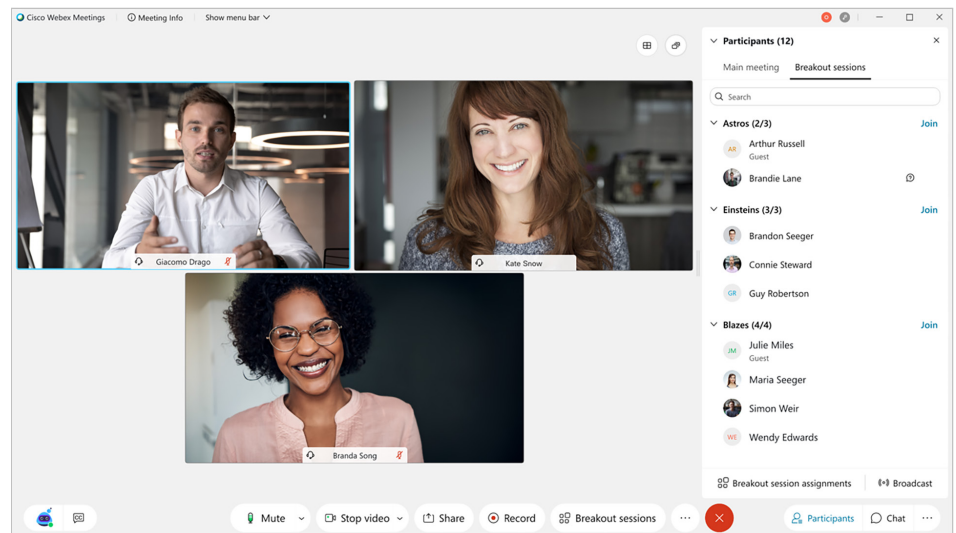 Cisco Webex Meetings Meeting Info Show menu bar
Participants (12)
Main meeting Breakout sessions
Search
Astros (2/3) Join
AR Arthur Russell
Guest
Brandie Lane
Einsteins (3/3) Join
Brandon Seeger
Connie Steward
GR Guy Robertson
Blazes (4/4) Join
JM Julie Miles
Guest
Maria Seeger
Simon Weir
WE Wendy Edwards
Giacomo Drago
Kate Snow
Branda Song
Breakout session assignments Broadcast
CC Mute Stop video Share Record Breakout sessions ... Participants Chat ...